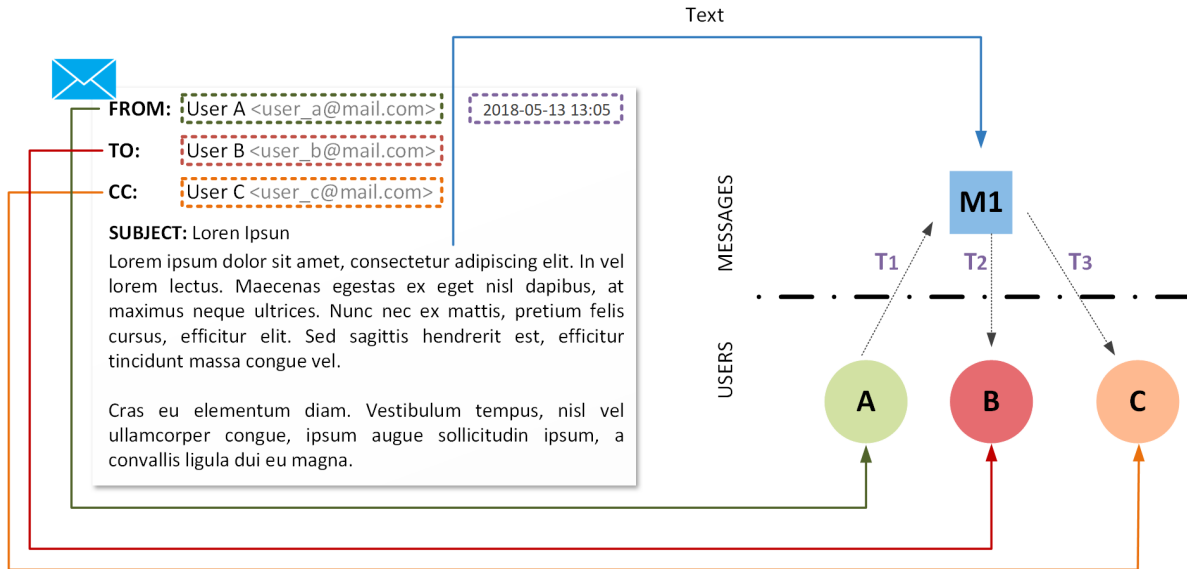 Text
FROM: User A <user_a@mail.com> 2018-05-13 13:05
TO: User B <user_b@mail.com>
CC: User C <user_c@mail.com>
SUBJECT: Loren Ipsun
Lorem ipsum dolor sit amet, consectetur adipiscing elit. In vel
lorem lectus. Maecenas egestas ex eget nisl dapibus, at
maximus neque ultrices. Nunc nec ex mattis, pretium felis
cursus, efficitur elit. Sed sagittis hendrerit est, efficitur
tincidunt massa congue vel.
Cras eu elementum diam. Vestibulum tempus, nisl vel
ullamcorper congue, ipsum augue sollicitudin ipsum, a
convallis ligula dui eu magna.
MESSAGES
M1
T1 T2 T3
USERS
A B C